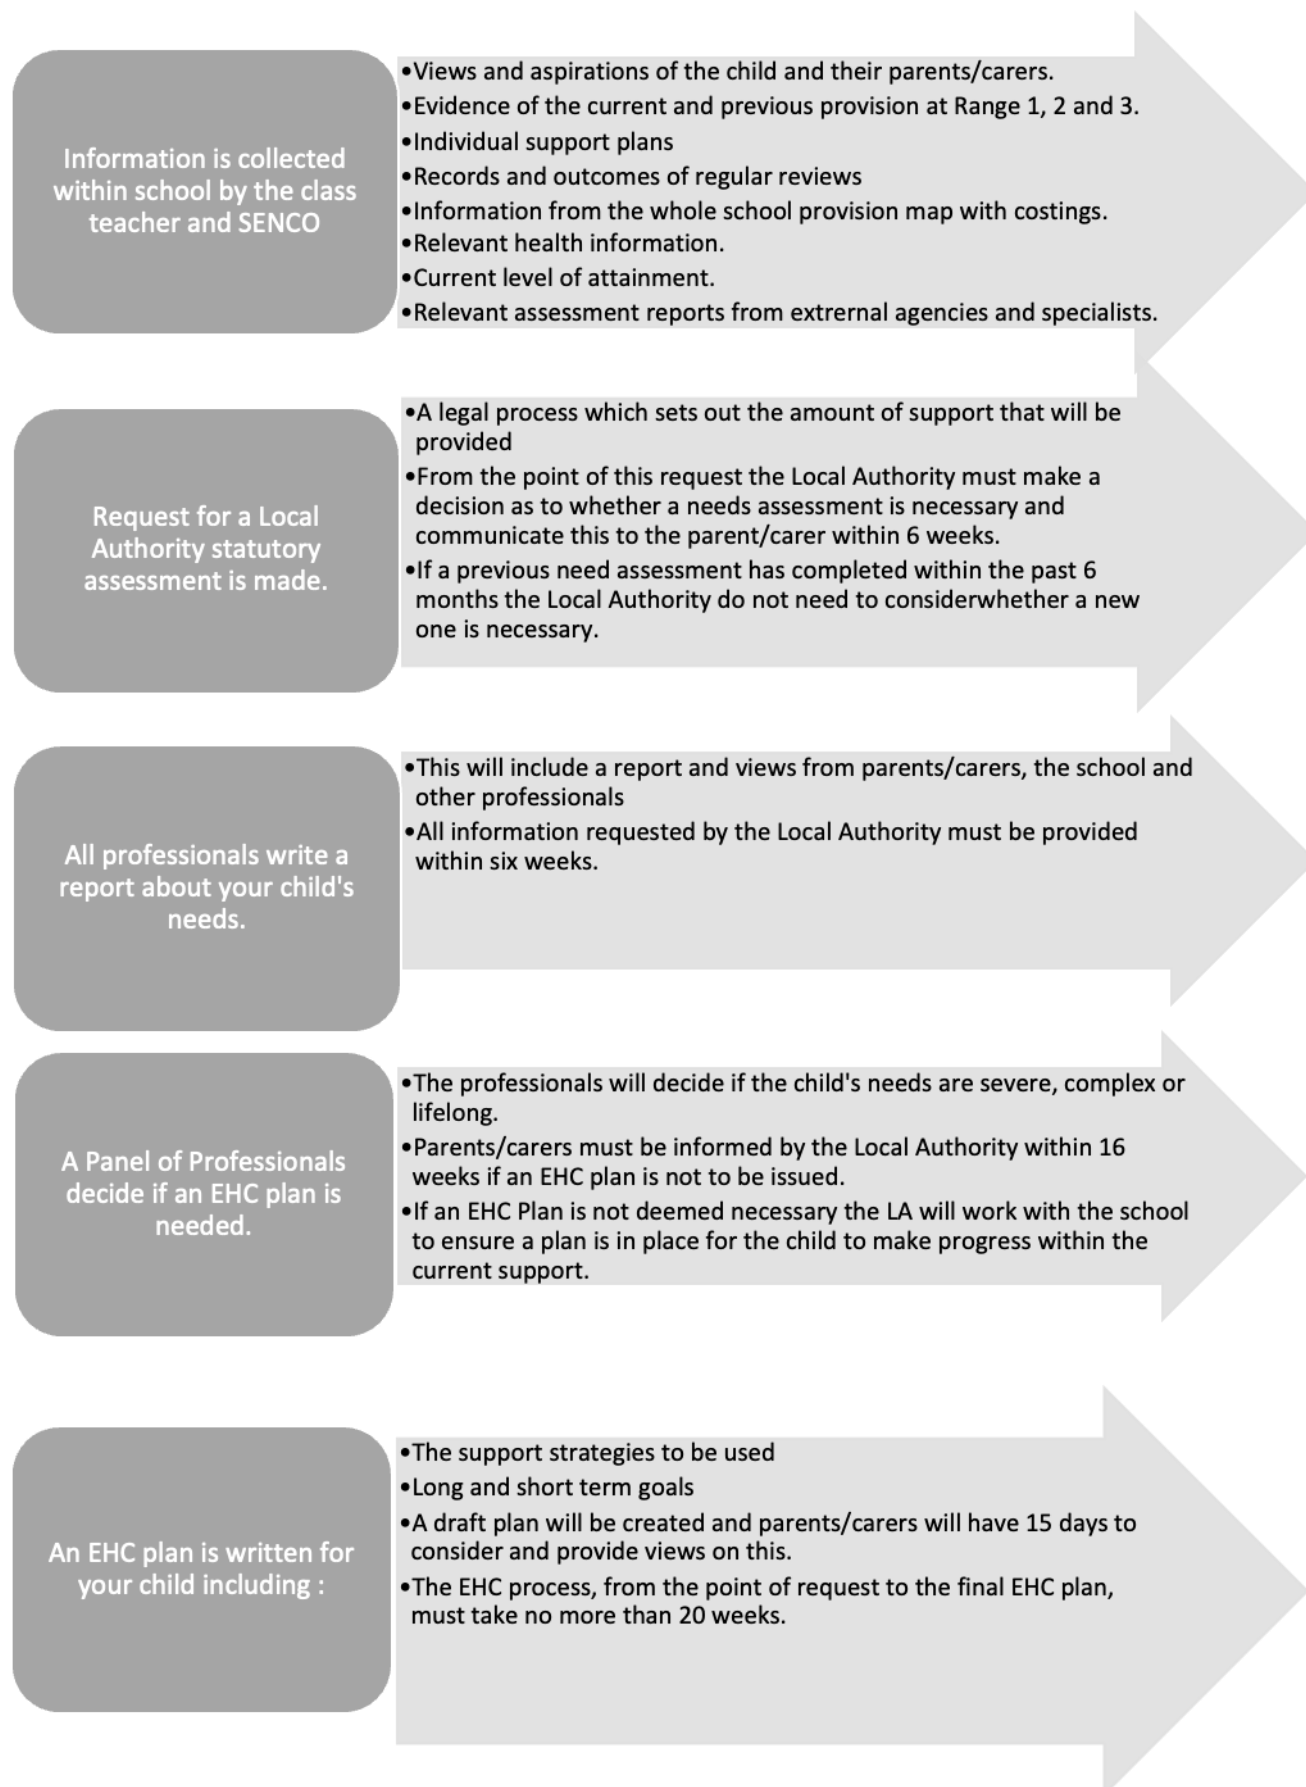 Information is collected
within school by the class
teacher and SENCO
•Views and aspirations of the child and their parents/carers.
•Evidence of the current and previous provision at Range 1, 2 and 3.
•Individual support plans
•Records and outcomes of regular reviews
•Information from the whole school provision map with costings.
•Relevant health information.
•Current level of attainment.
•Relevant assessment reports from extrernal agencies and specialists.
Request for a Local
Authority statutory
assessment is made.
•A legal process which sets out the amount of support that will be
provided
•From the point of this request the Local Authority must make a
decision as to whether a needs assessment is necessary and
communicate this to the parent/carer within 6 weeks.
•If a previous need assessment has completed within the past 6
months the Local Authority do not need to considerwhether a new
one is necessary.
All professionals write a
report about your child's
needs.
•This will include a report and views from parents/carers, the school and
other professionals
•All information requested by the Local Authority must be provided
within six weeks.
A Panel of Professionals
decide if an EHC plan is
needed.
•The professionals will decide if the child's needs are severe, complex or
lifelong.
•Parents/carers must be informed by the Local Authority within 16
weeks if an EHC plan is not to be issued.
•If an EHC Plan is not deemed necessary the LA will work with the school
to ensure a plan is in place for the child to make progress within the
current support.
An EHC plan is written for
your child including :
•The support strategies to be used
•Long and short term goals
•A draft plan will be created and parents/carers will have 15 days to
consider and provide views on this.
•The EHC process, from the point of request to the final EHC plan,
must take no more than 20 weeks.